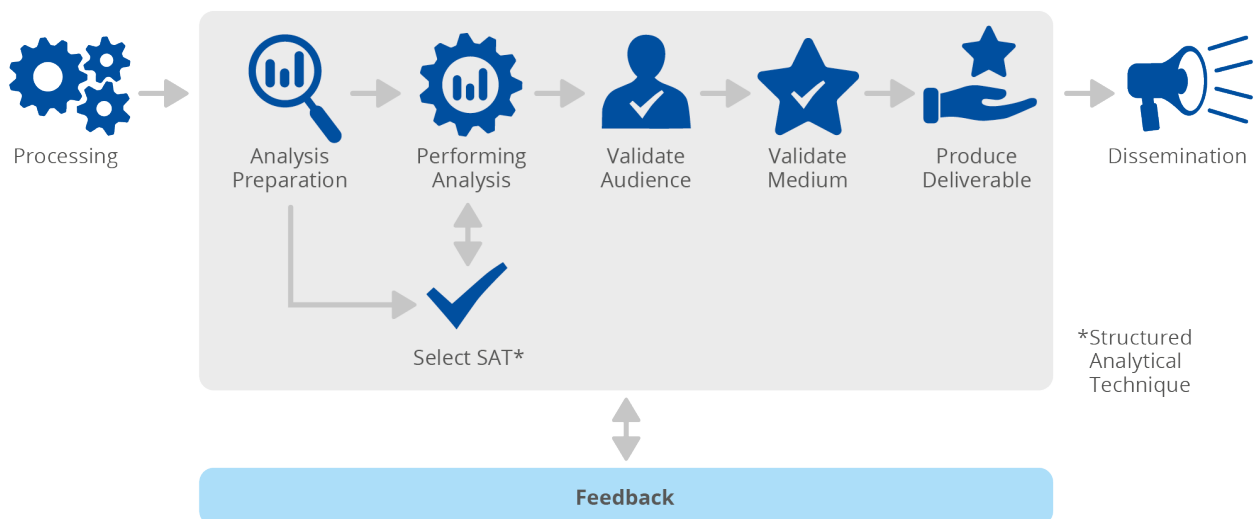 Processing
Analysis
Preparation
Performing
Analysis
Validate
Audience
Validate
Medium
Produce
Deliverable
Dissemination
Select SAT*
*Structured
Analytical
Technique
Feedback